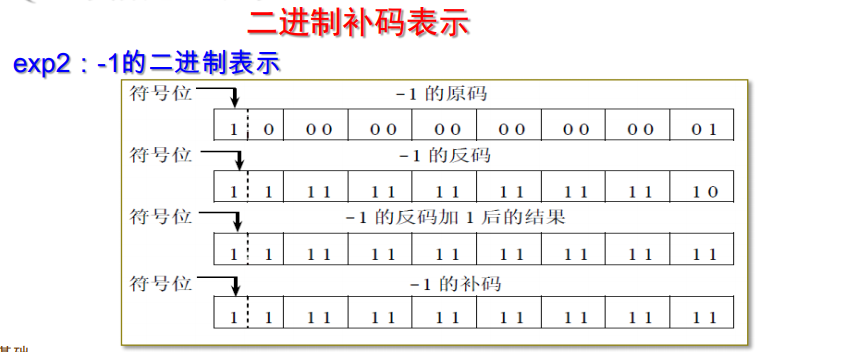 二进制补码表示
exp2：-1的二进制表示
符号位 -1 的原码
1 0 0 0 0 0 0 0 0 0 0 0 0 0 0 1
符号位 -1 的反码
1 1 1 1 1 1 1 1 1 1 1 1 1 1 1 0
符号位 -1 的反码加 1 后的结果
1 1 1 1 1 1 1 1 1 1 1 1 1 1 1 1
符号位 -1 的补码
1 1 1 1 1 1 1 1 1 1 1 1 1 1 1 1